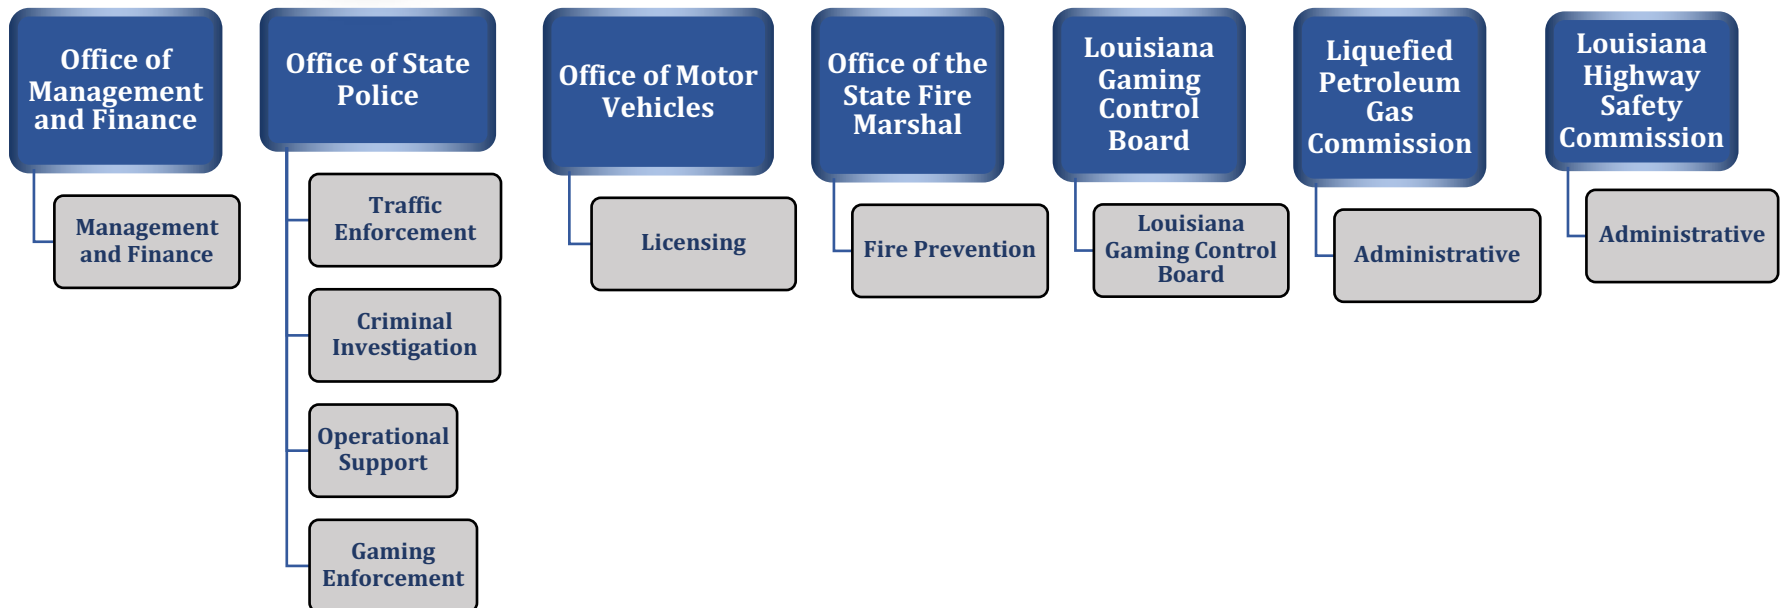 Office of
Management
and Finance
Management
and Finance
Office of State
Police
Traffic
Enforcement
Criminal
Investigation
Operational
Support
Gaming
Enforcement
Office of Motor
Vehicles
Licensing
Office of the
State Fire
Marshal
Fire Prevention
Louisiana
Gaming
Control
Board
Louisiana
Gaming Control
Board
Liquefied
Petroleum
Gas
Commission
Administrative
Louisiana
Highway
Safety
Commission
Administrative